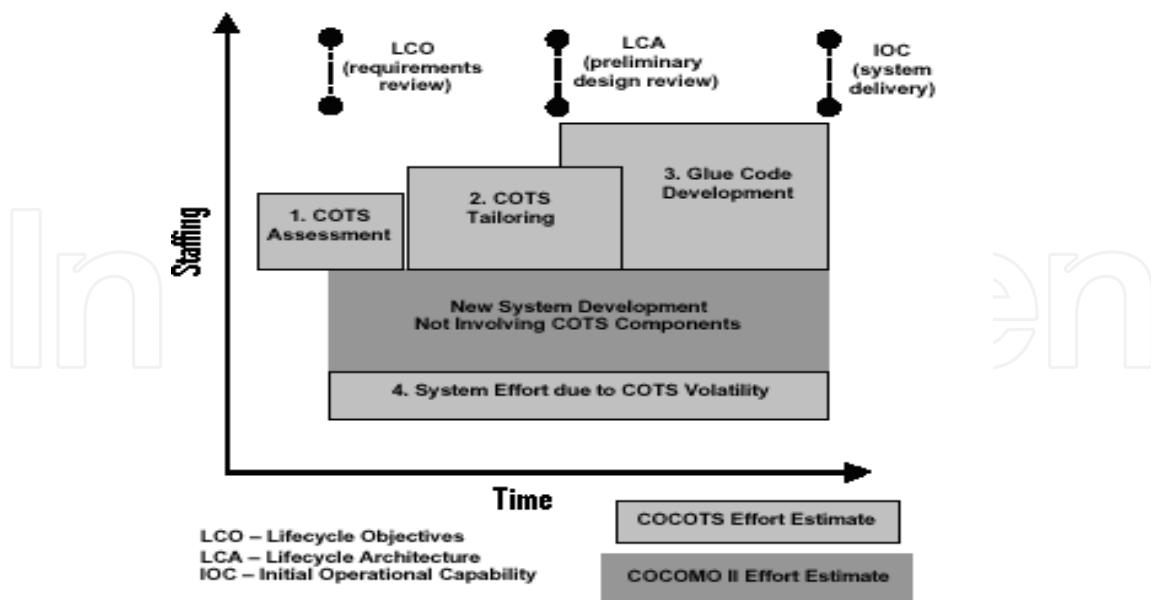 LCO
(requirements
review)
LCA
(preliminary
design review)
IOC
(system
delivery)
3. Glue Code
Development
2. COTS
Tailoring
1. COTS
Assessment
Staffing
New System Development
Not Involving COTS Components
4. System Effort due to COTS Volatility
Time
COCOTS Effort Estimate
LCO – Lifecycle Objectives
LCA – Lifecycle Architecture
IOC – Initial Operational Capability
COCOMO II Effort Estimate
In
en